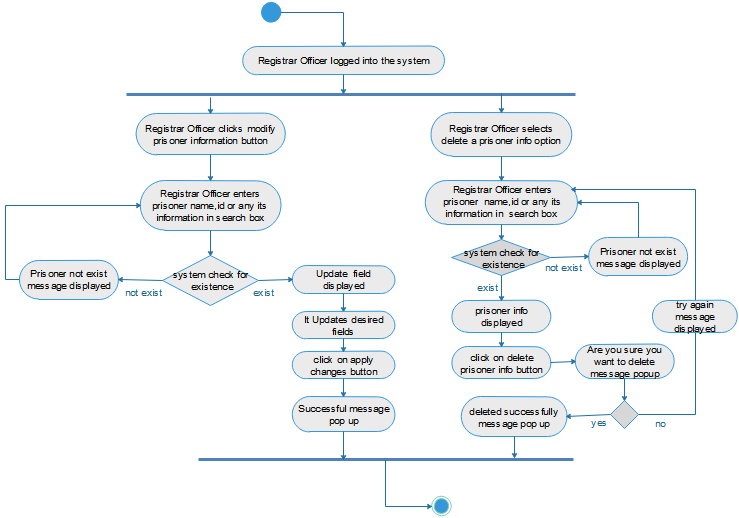 Registrar Officer logged into the system
Registrar Officer clicks modify
prisoner information button
Registrar Officer selects
delete a prisoner info option
Registrar Officer enters
prisoner name,id or any its
information in search box
Registrar Officer enters
prisoner name,id or any its
information in search box
Prisoner not exist
message displayed
not exist
system check for
existence
exist
Update field
displayed
It Updates desired
fields
click on apply
changes button
Successful message
pop up
system check for
existence
not exist
Prisoner not exist
message displayed
exist
prisoner info
displayed
try again
message
displayed
click on delete
prisoner info button
Are you sure you
want to delete
message popup
deleted successfully
message pop up
yes
no